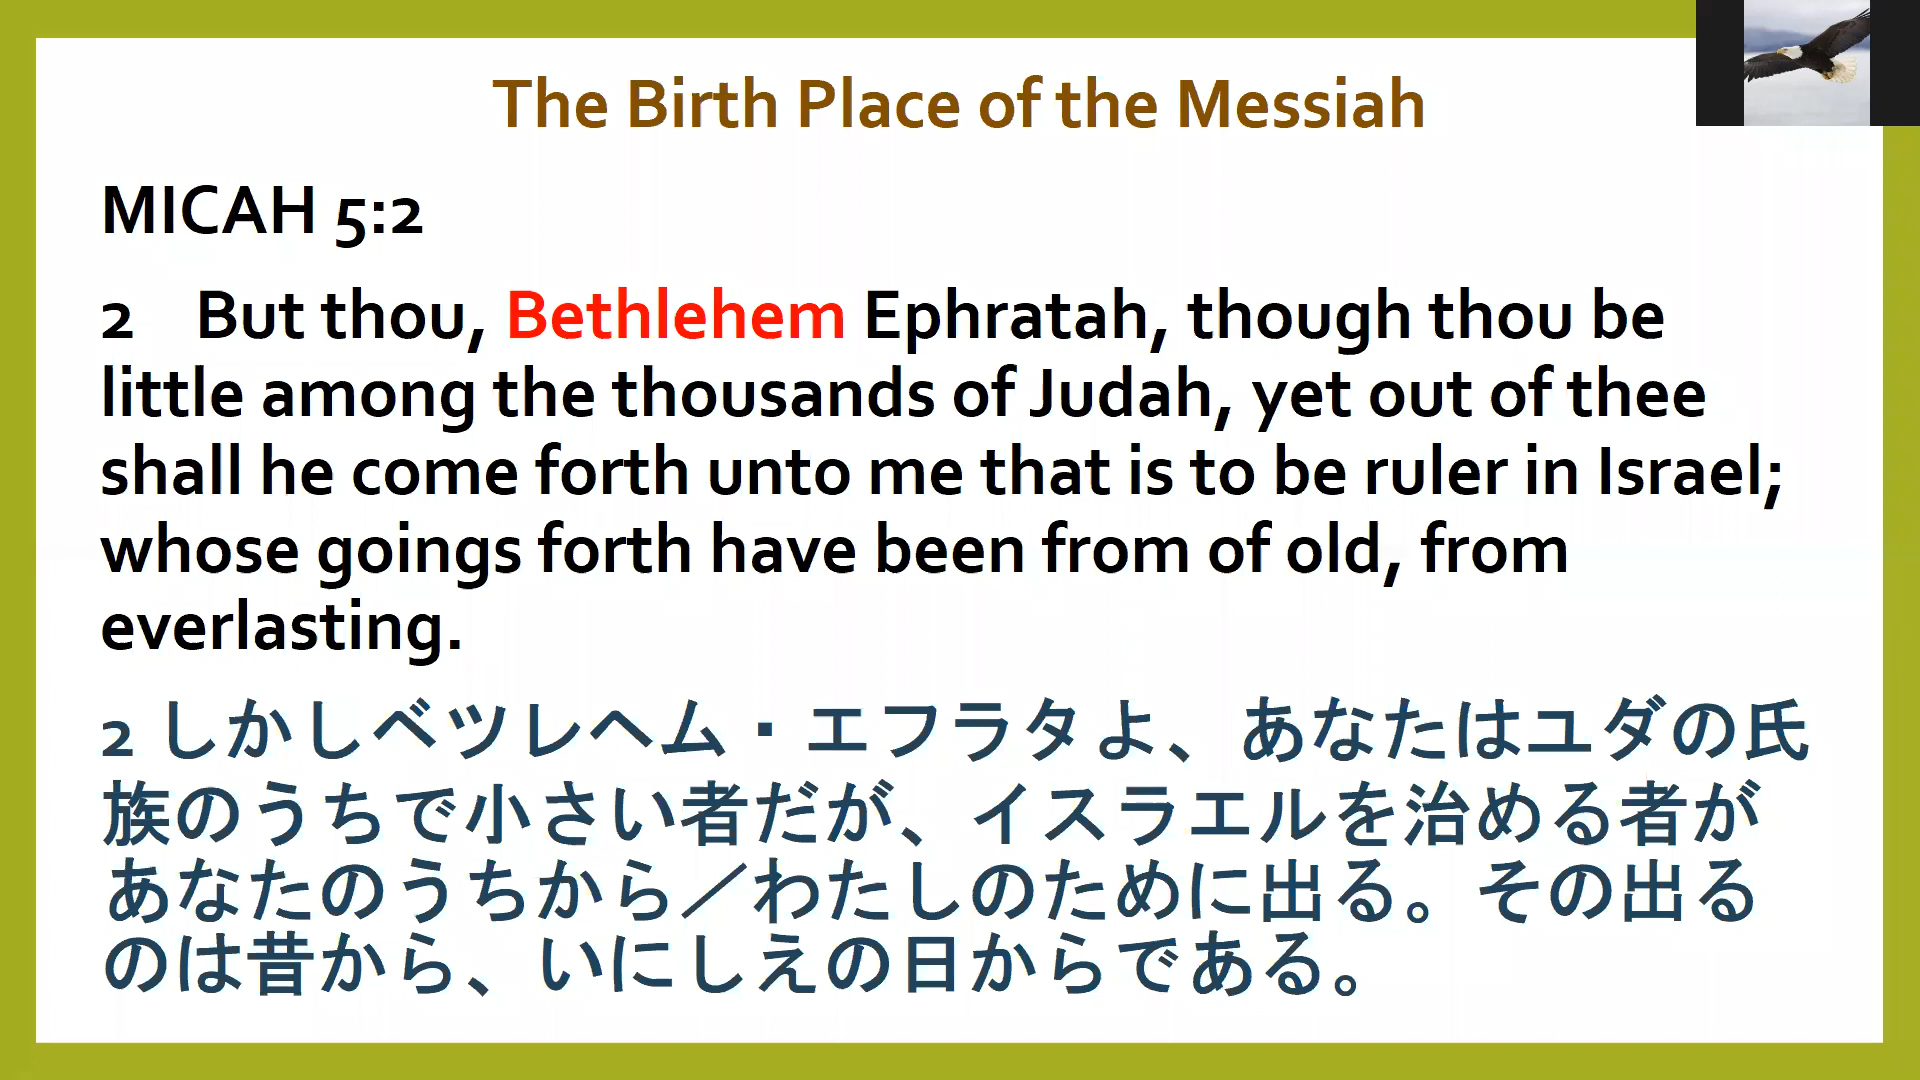 The Birth Place of the Messiah
MICAH 5:2
2 But thou, Bethlehem Ephratah, though thou be
little among the thousands of Judah, yet out of thee
shall he come forth unto me that is to be ruler in Israel;
whose goings forth have been from of old, from
everlasting.
2 しかしベツレヘム・エフラタよ、あなたはユダの氏
族のうちで小さい者だが、イスラエルを治める者が
あなたのうちから／わたしのために出る。その出る
のは昔から、いにしえの日からである。